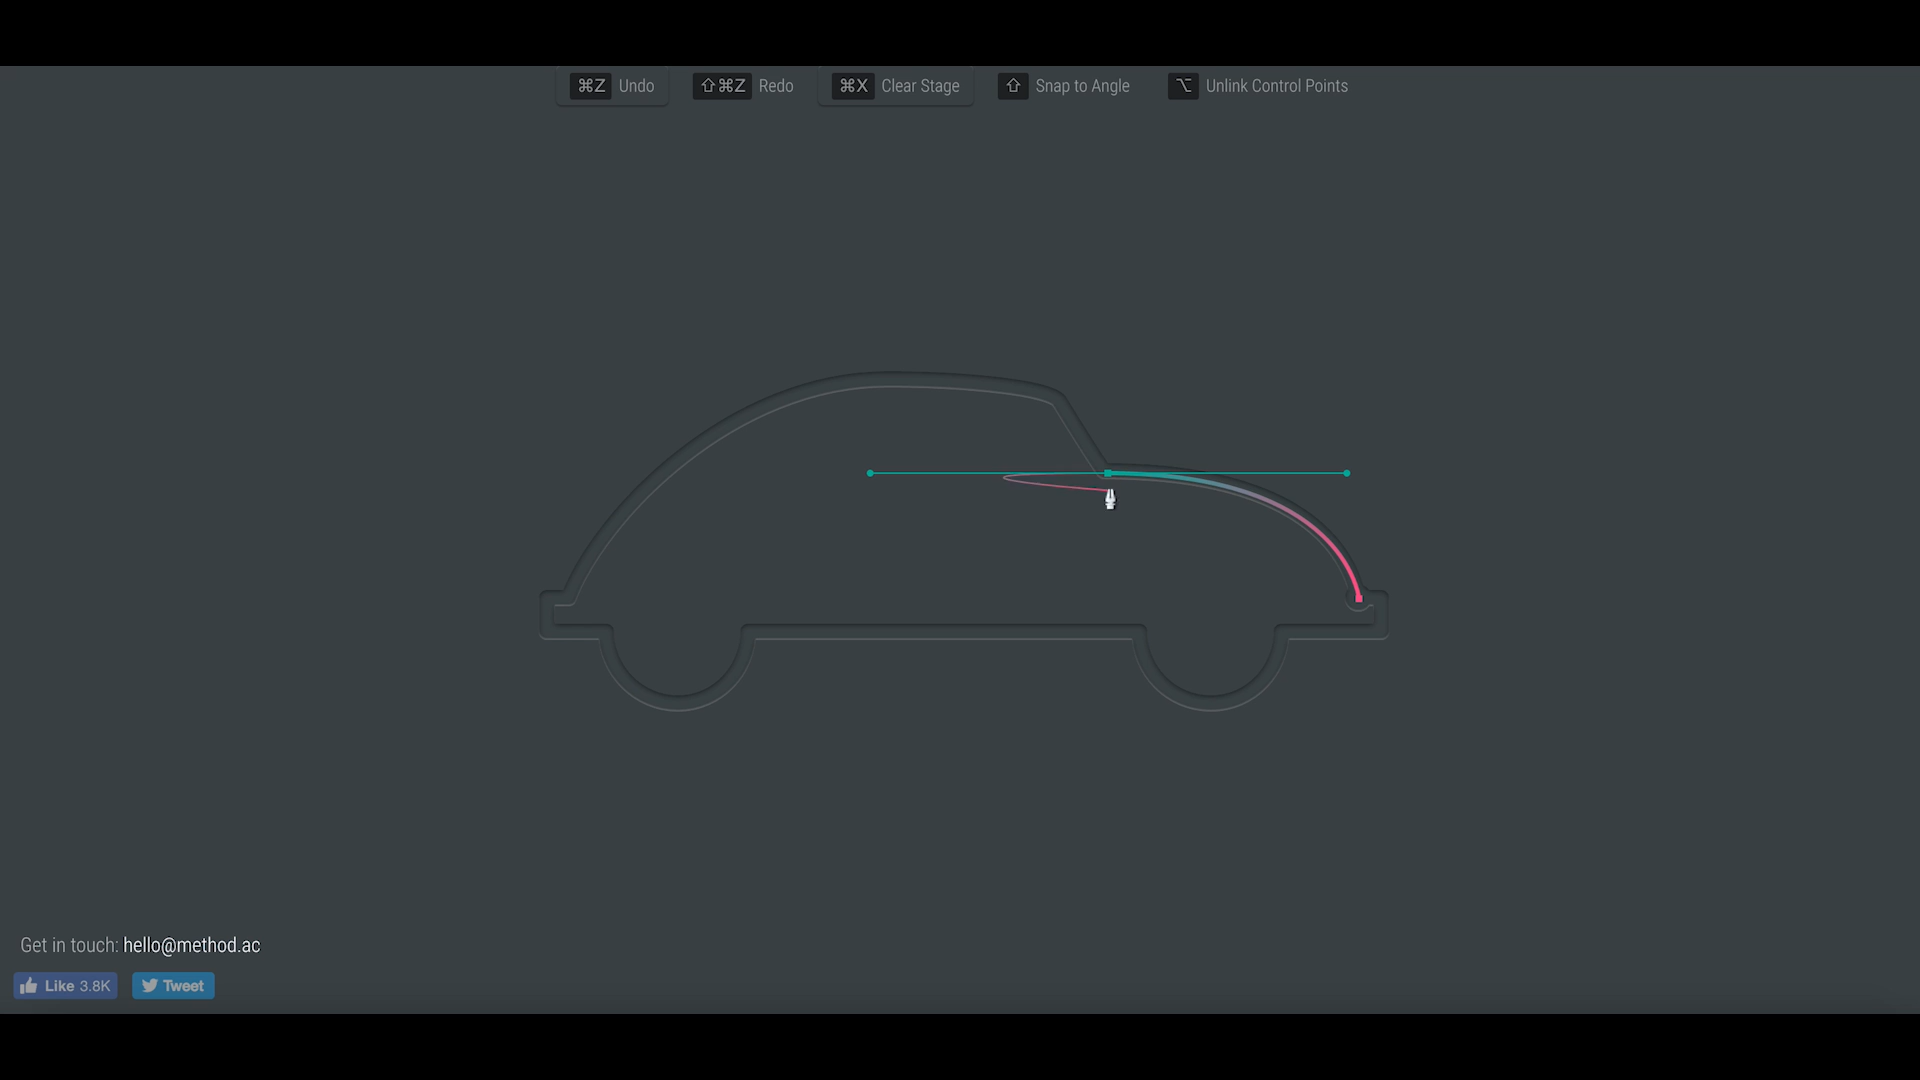 ⌘Z Undo ⇧⌘Z Redo ⌘X Clear Stage ⇧ Snap to Angle ⌥ Unlink Control Points
Get in touch: hello@method.ac
Like 3.8K Tweet